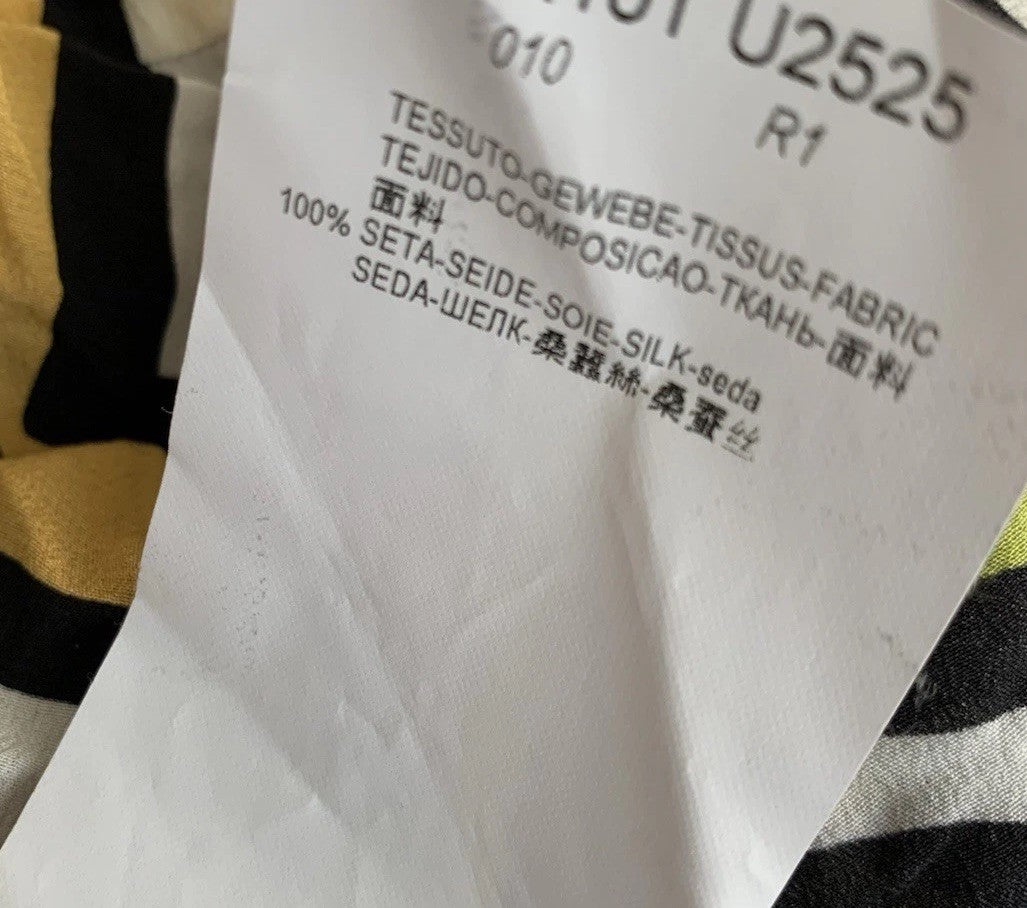 U2525
010
R1
TESSUTO-GEWEBE-TISSUS-FABRIC
TEJIDO-COMPOSICAO-ТКАНЬ-面料
面料
100% SETA-SEIDE-SOIE-SILK-seda
SEDA-ШЕЛК-桑蠶絲-桑蚕丝